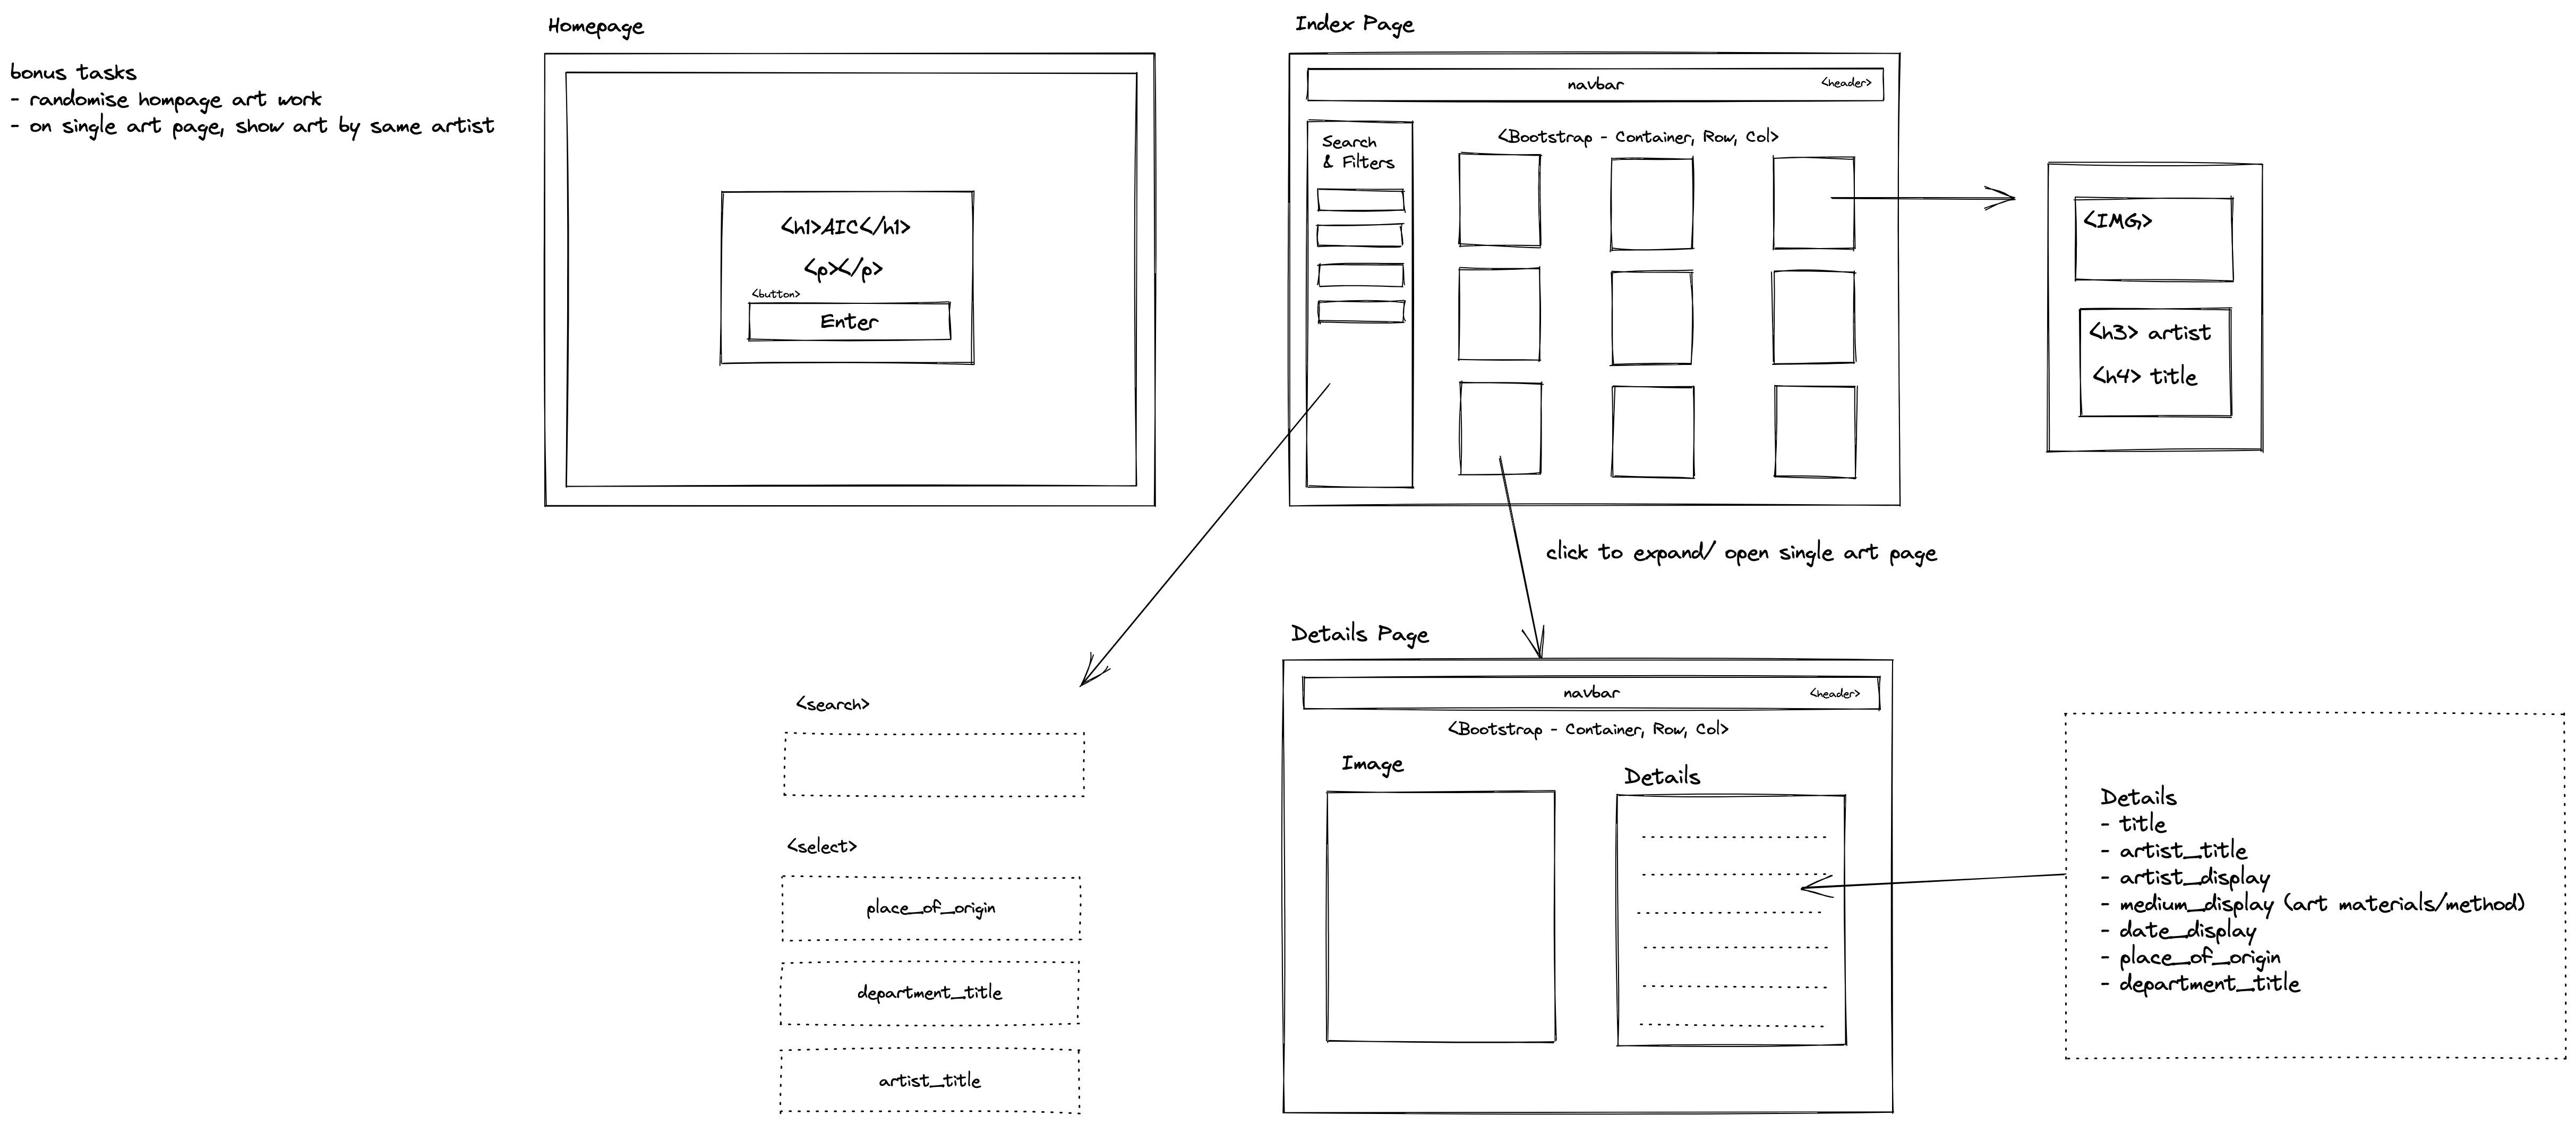 bonus tasks
- randomise hompage art work
- on single art page, show art by same artist
Homepage
<h1>AIC</h1>
<p></p>
<button>
Enter
Index Page
navbar
<header>
Search
& Filters
<Bootstrap - Container, Row, Col>
<IMG>
<h3> artist
<h4> title
click to expand/ open single art page
<search>
<select>
place_of_origin
department_title
artist_title
Details Page
navbar
<header>
<Bootstrap - Container, Row, Col>
Image
Details
Details
- title
- artist_title
- artist_display
- medium_display (art materials/method)
- date_display
- place_of_origin
- department_title